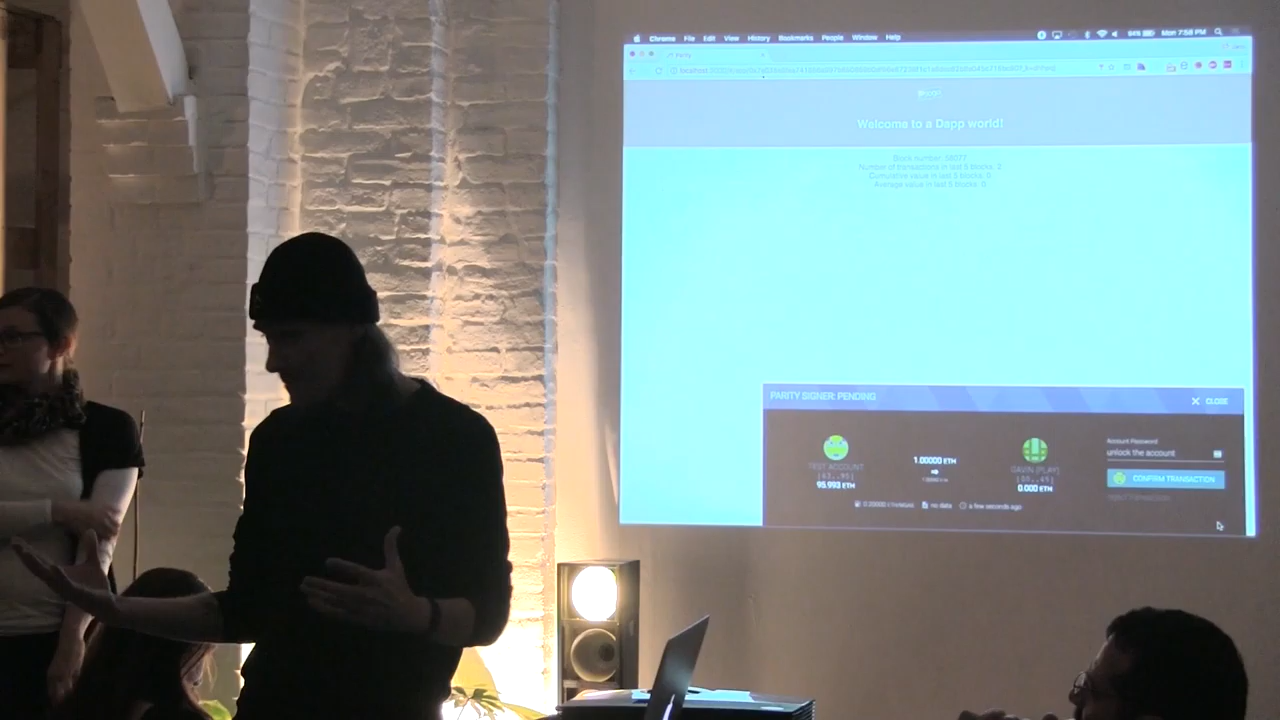 Chrome File Edit View History Bookmarks People Window Help 94% Mon 7:58 PM
Parity
Welcome to a Dapp world!
Block number: 58077
Number of transactions in last 5 blocks: 2
Cumulative value in last 5 blocks: 0
Average value in last 5 blocks: 0
PARITY SIGNER: PENDING
CLOSE
TEST ACCOUNT
95.993 ETH
1.00000 ETH
GAVIN (PLAY)
0.000 ETH
no data
a few seconds ago
Account Password
unlock the account
CONFIRM TRANSACTION